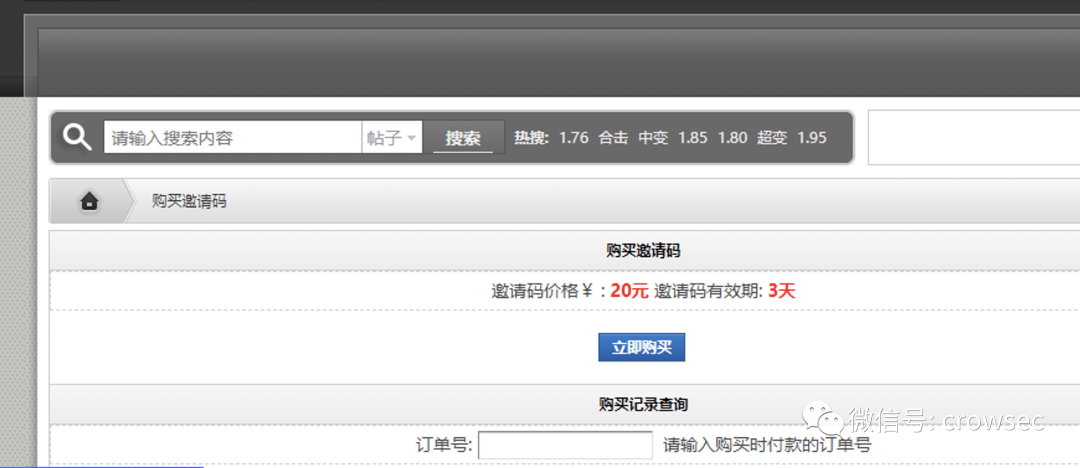 请输入搜索内容 帖子 搜索 热搜: 1.76 合击 中变 1.85 1.80 超变 1.95
购买邀请码
购买邀请码
邀请码价格￥ : 20元 邀请码有效期: 3天
立即购买
购买记录查询
微信号: crowsec
订单号: 请输入购买时付款的订单号